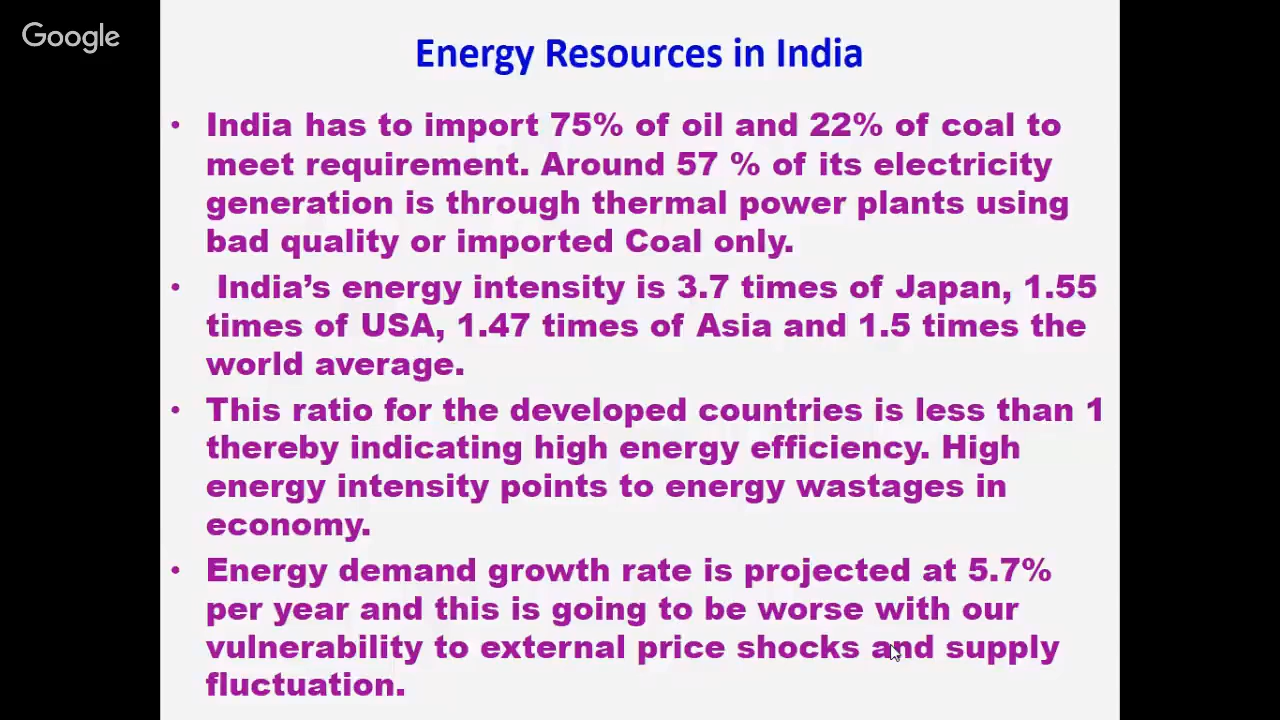 Google
Energy Resources in India
• India has to import 75% of oil and 22% of coal to
meet requirement. Around 57 % of its electricity
generation is through thermal power plants using
bad quality or imported Coal only.
• India’s energy intensity is 3.7 times of Japan, 1.55
times of USA, 1.47 times of Asia and 1.5 times the
world average.
• This ratio for the developed countries is less than 1
thereby indicating high energy efficiency. High
energy intensity points to energy wastages in
economy.
• Energy demand growth rate is projected at 5.7%
per year and this is going to be worse with our
vulnerability to external price shocks and supply
fluctuation.